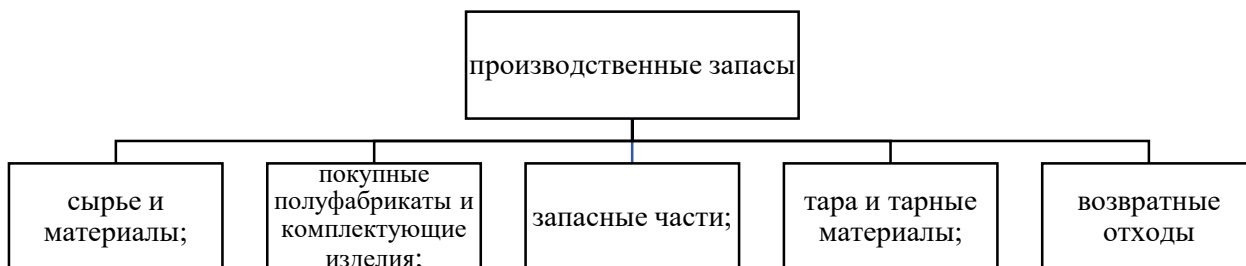 производственные запасы
сырье и
материалы;
покупные
полуфабрикаты и
комплектующие
изделия;
запасные части;
тара и тарные
материалы;
возвратные
отходы